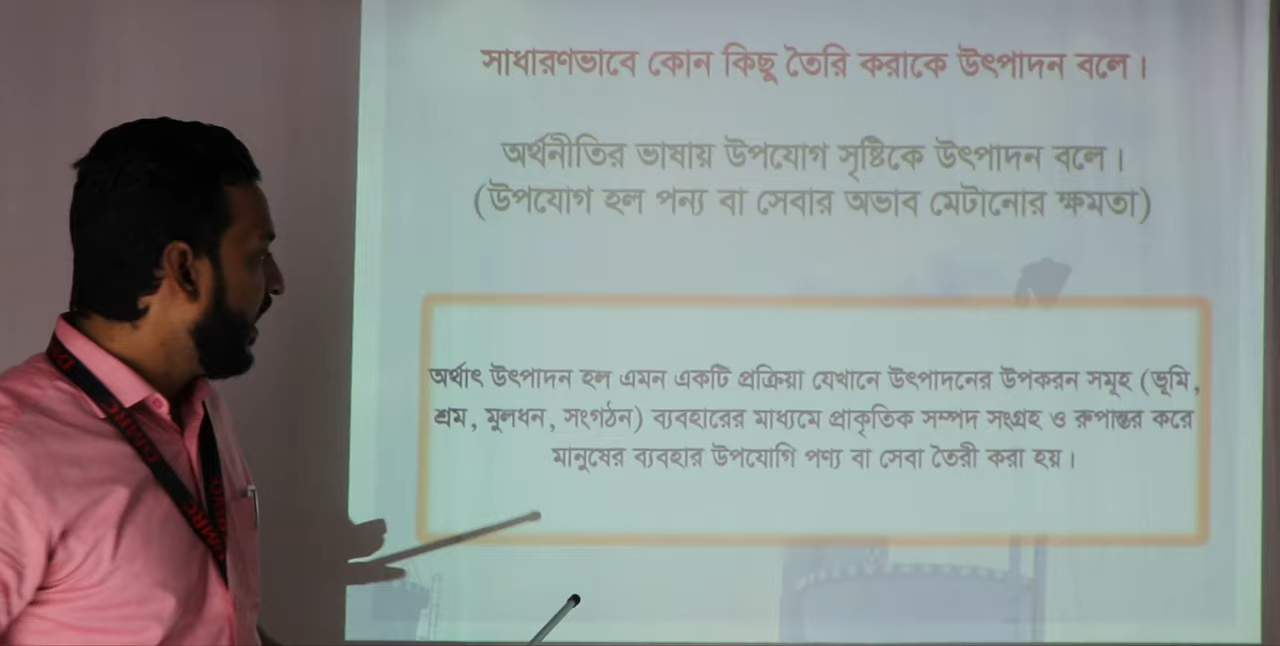 সাধারণভাবে কোন কিছু তৈরি করাকে উৎপাদন বলে।
অর্থনীতির ভাষায় উপযোগ সৃষ্টিকে উৎপাদন বলে।
(উপযোগ হল পন্য বা সেবার অভাব মেটানোর ক্ষমতা)
অর্থাৎ উৎপাদন হল এমন একটি প্রক্রিয়া যেখানে উৎপাদনের উপকরন সমূহ (ভূমি,
শ্রম, মুলধন, সংগঠন) ব্যবহারের মাধ্যমে প্রাকৃতিক সম্পদ সংগ্রহ ও রুপান্তর করে
মানুষের ব্যবহার উপযোগি পণ্য বা সেবা তৈরী করা হয়।